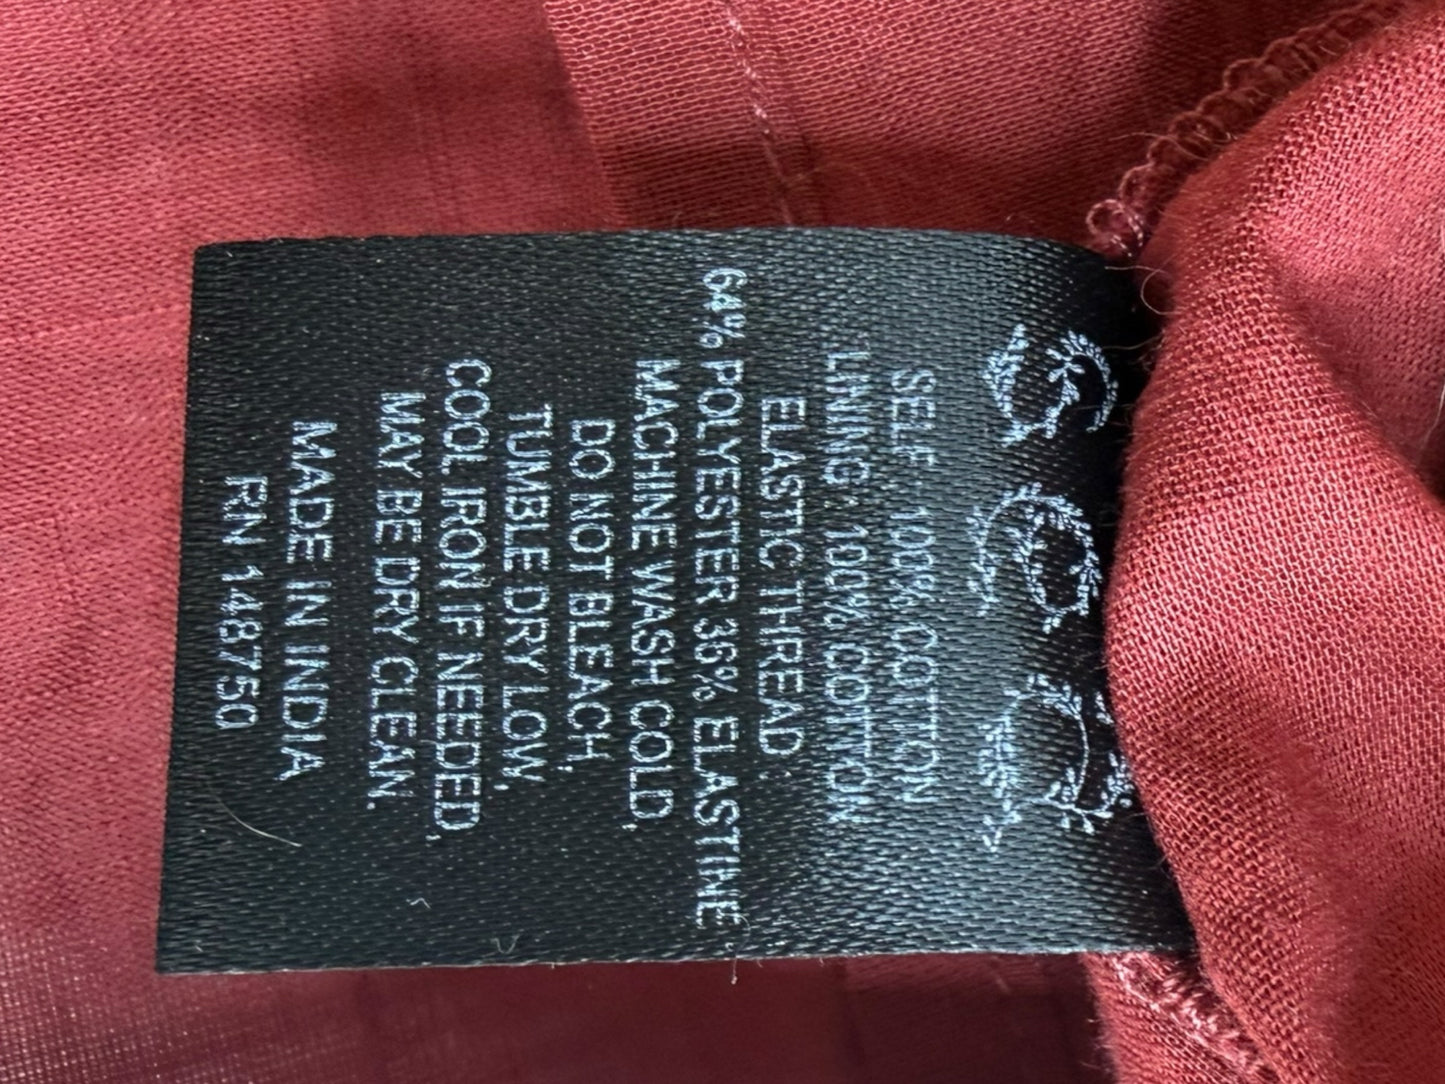 SELF 100% COTTON
LINING 100% COTTON
ELASTIC THREAD
64% POLYESTER 36% ELASTINE
MACHINE WASH COLD,
DO NOT BLEACH,
TUMBLE DRY LOW,
COOL IRON IF NEEDED,
MAY BE DRY CLEAN.
MADE IN INDIA
RN 148750